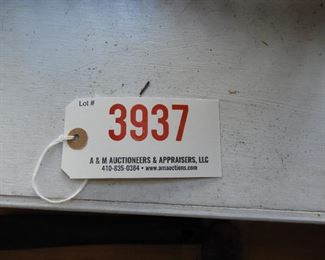 Lot #
3937
A & M AUCTIONEERS & APPRAISERS, LLC
410-835-0384 • www.amauctions.com